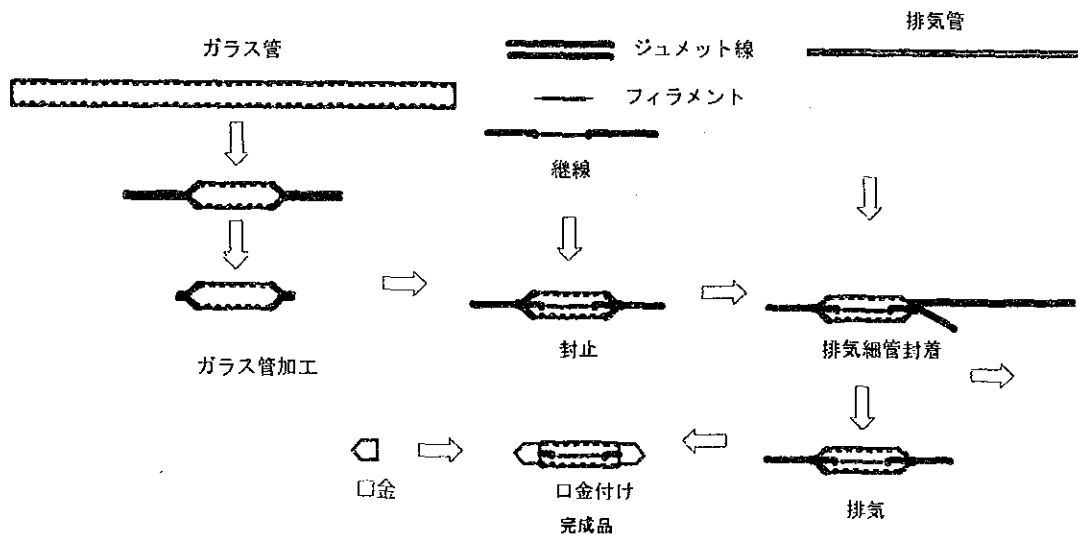 排気管
ガラス管
ジュメット線
フィラメント
継線
ガラス管加工
封止
排気細管封着
口金
口金付け
完成品
排気